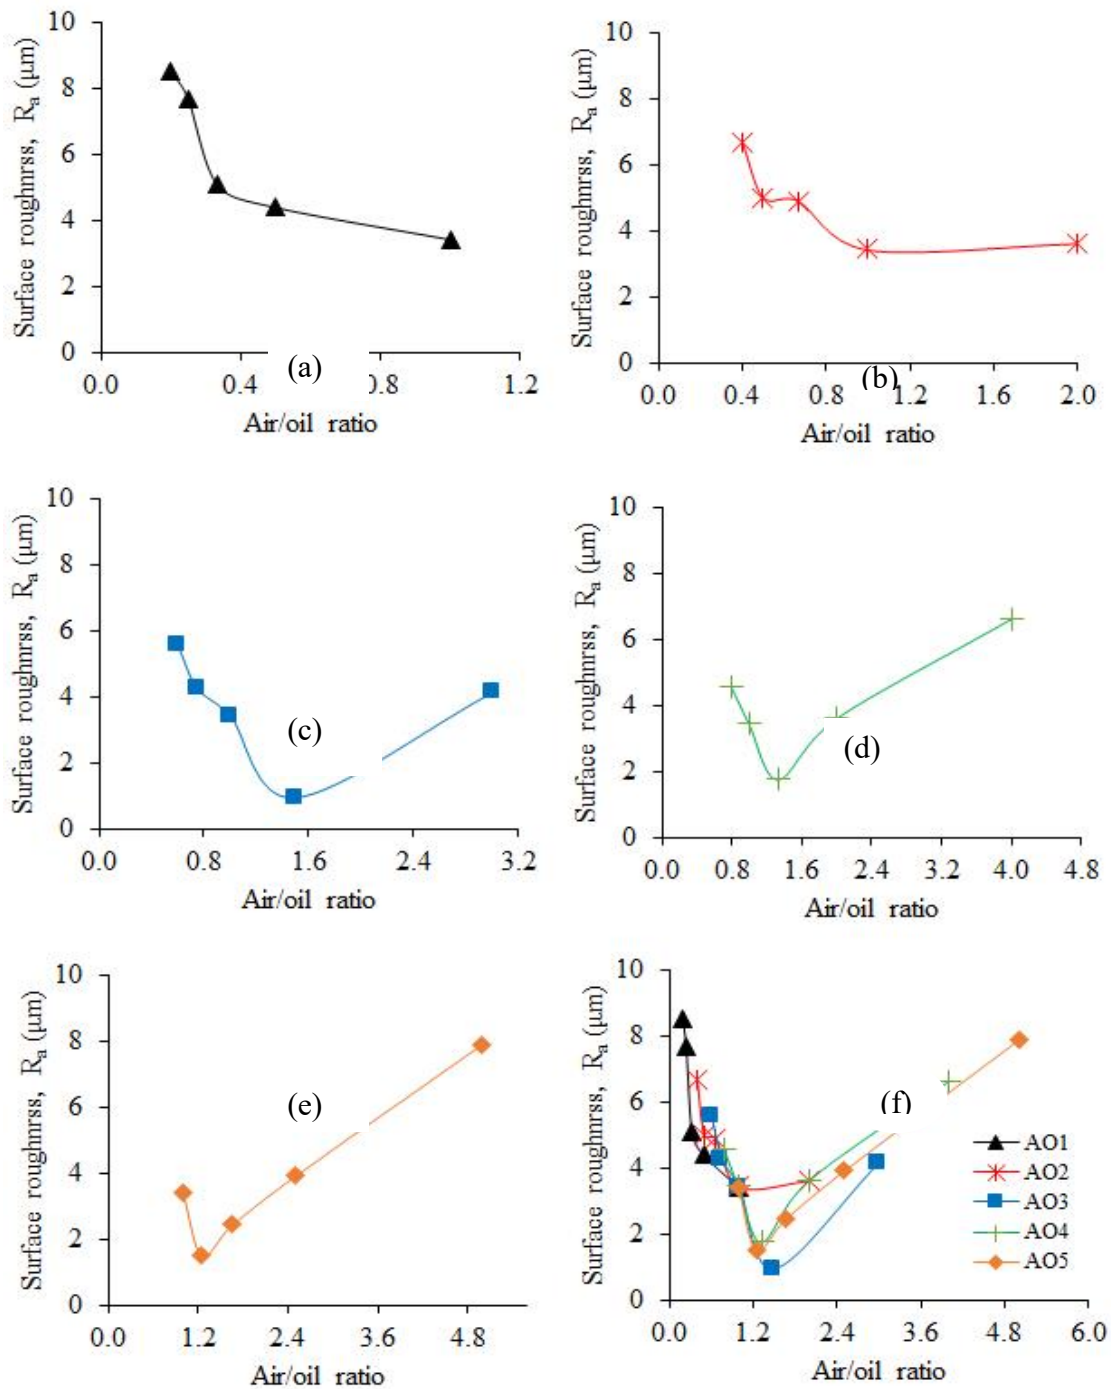 10
8
6
4
2
0
Surface roughnrss, Rₐ (µm)
0.0 0.4 0.8 1.2
(a)
Air/oil ratio
10
8
6
4
2
0
Surface roughnrss, Rₐ (µm)
0.0 0.4 0.8 1.2 1.6 2.0
(b)
Air/oil ratio
10
8
6
4
2
0
Surface roughnrss, Rₐ (µm)
(c)
0.0 0.8 1.6 2.4 3.2
Air/oil ratio
10
8
6
4
2
0
Surface roughnrss, Rₐ (µm)
(d)
0.0 0.8 1.6 2.4 3.2 4.0 4.8
Air/oil ratio
10
8
6
4
2
0
Surface roughnrss, Rₐ (µm)
(e)
0.0 1.2 2.4 3.6 4.8
Air/oil ratio
10
8
6
4
2
0
Surface roughnrss, Rₐ (µm)
(f)
AO1
AO2
AO3
AO4
AO5
0.0 1.2 2.4 3.6 4.8 6.0
Air/oil ratio